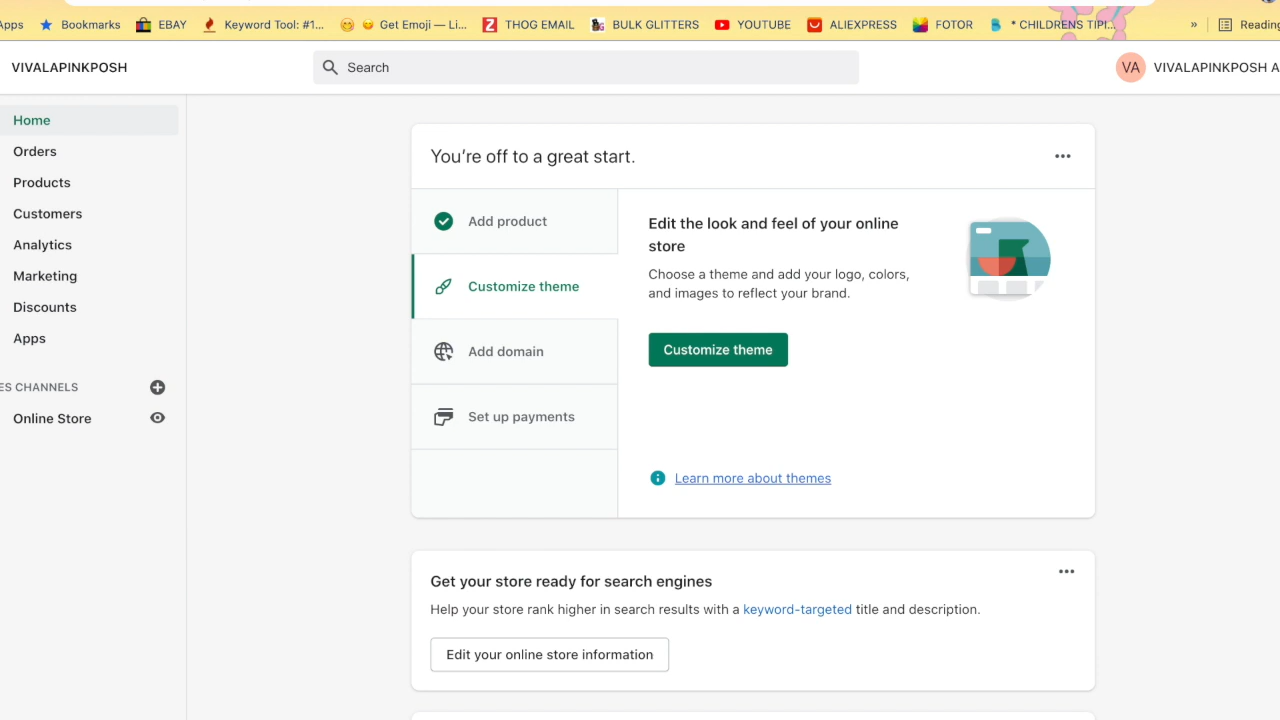 Apps
Bookmarks
EBAY
Keyword Tool: #1...
Get Emoji — Li...
THOG EMAIL
BULK GLITTERS
YOUTUBE
ALIEXPRESS
FOTOR
* CHILDRENS TIPI...
»
Reading
VIVALAPINKPOSH
Search
VA
VIVALAPINKPOSH A
Home
Orders
Products
Customers
Analytics
Marketing
Discounts
Apps
ES CHANNELS
Online Store
You're off to a great start.
Add product
Customize theme
Add domain
Set up payments
Edit the look and feel of your online
store
Choose a theme and add your logo, colors,
and images to reflect your brand.
Customize theme
Learn more about themes
Get your store ready for search engines
Help your store rank higher in search results with a keyword-targeted title and description.
Edit your online store information